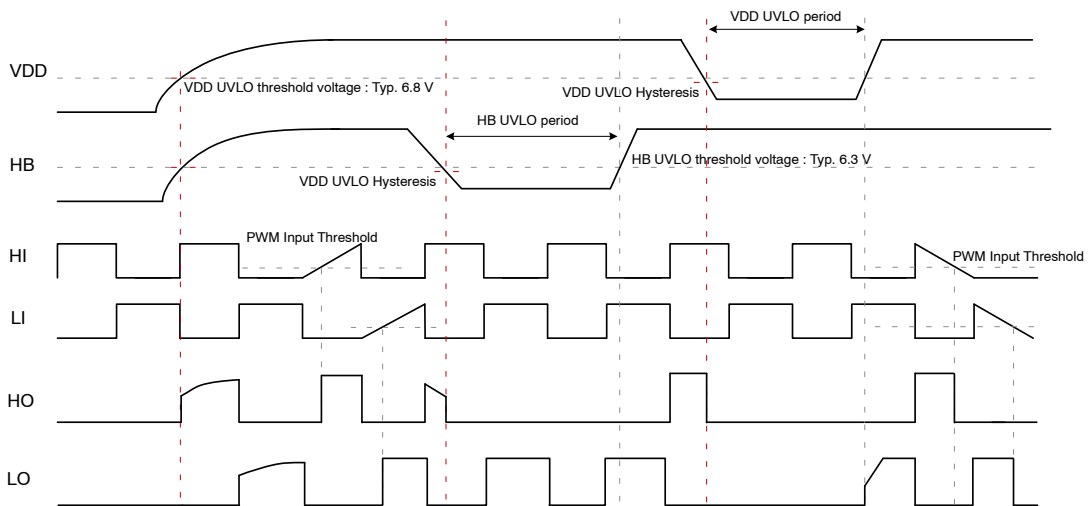 VDD UVLO period
VDD
VDD UVLO threshold voltage : Typ. 6.8 V
VDD UVLO Hysteresis
HB UVLO period
HB
HB UVLO threshold voltage : Typ. 6.3 V
VDD UVLO Hysteresis
PWM Input Threshold
HI
PWM Input Threshold
LI
HO
LO